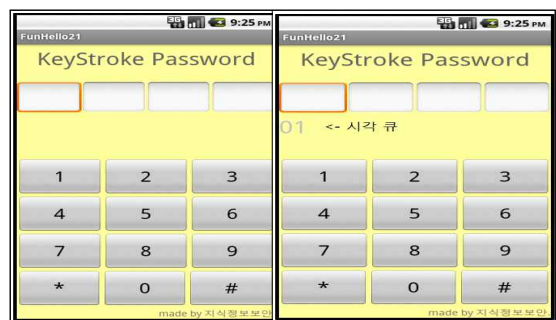 3G 9:25 PM
FunHello21
KeyStroke Password
1 2 3
4 5 6
7 8 9
* 0 #
made by 지식정보보안
3G 9:25 PM
FunHello21
KeyStroke Password
01 <- 시각 큐
1 2 3
4 5 6
7 8 9
* 0 #
made by 지식정보보안